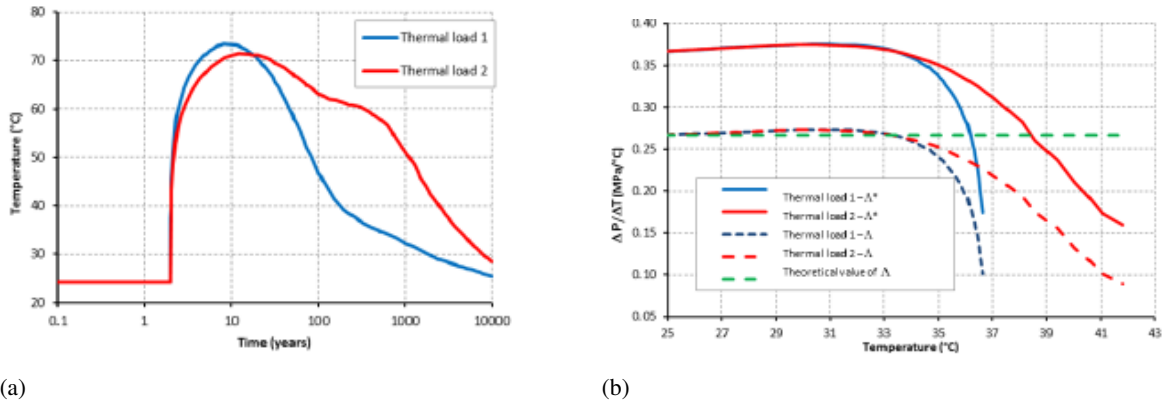 80
70
60
50
40
30
20
Temperature (°C)
0.1 1 10 100 1000 10000
Time (years)
Thermal load 1
Thermal load 2
(a)
0.40
0.35
0.30
0.25
0.20
0.15
0.10
0.05
ΔP/ΔT (MPa/°C)
25 27 29 31 33 35 37 39 41 43
Temperature (°C)
Thermal load 1-Λ*
Thermal load 2-Λ*
Thermal load 1-Λ
Thermal load 2-Λ
Theoretical value of Λ
(b)